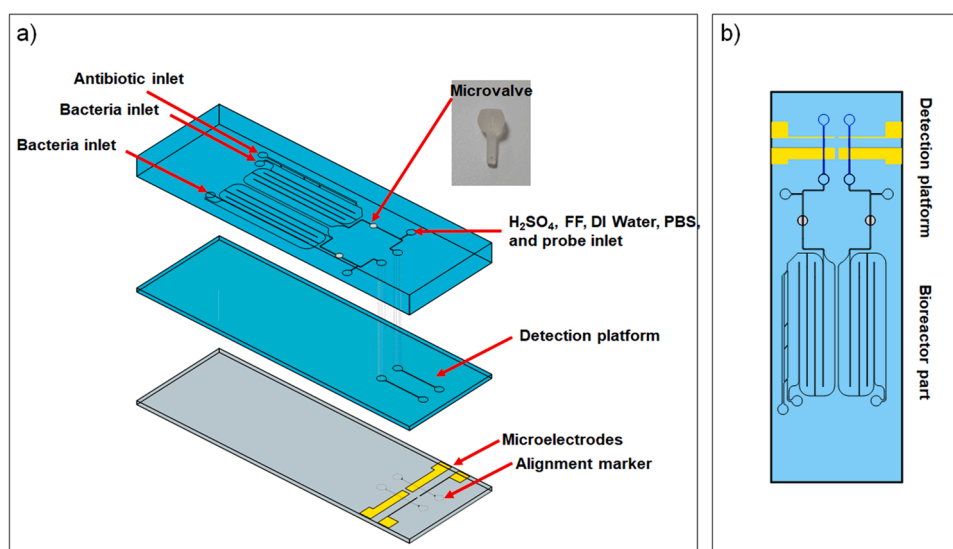 a)
Antibiotic inlet
Bacteria inlet
Bacteria inlet
Microvalve
H₂SO₄, FF, DI Water, PBS,
and probe inlet
Detection platform
Microelectrodes
Alignment marker
b)
Detection platform
Bioreactor part